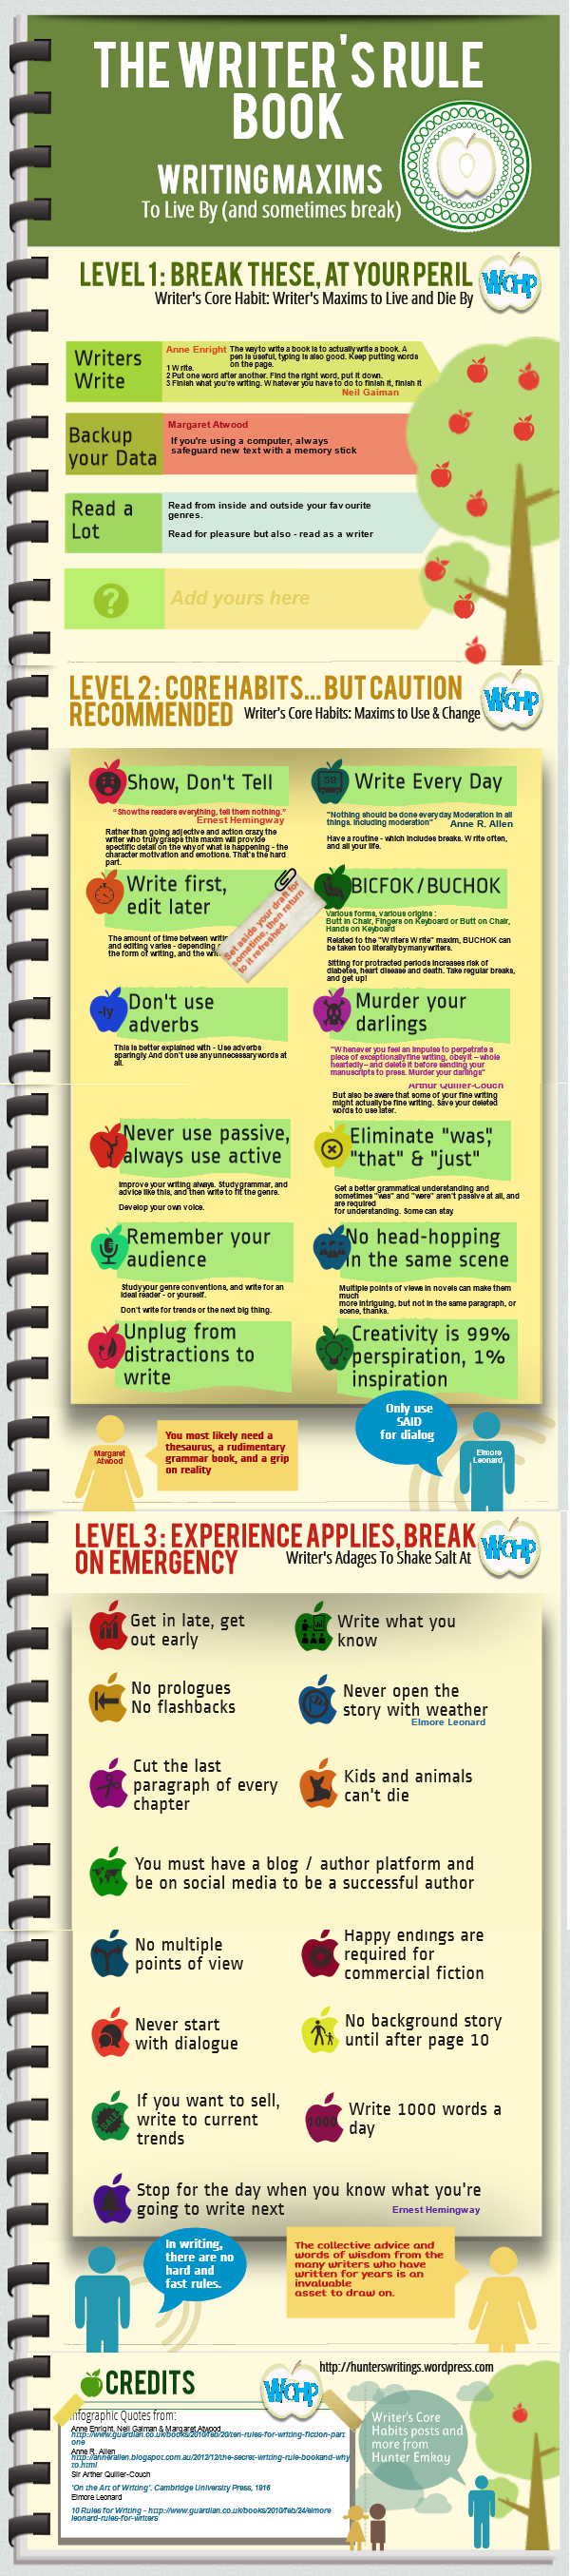 THE WRITER'S RULE
BOOK
WRITING MAXIMS
To Live By (and sometimes break)
LEVEL 1: BREAK THESE, AT YOUR PERIL
Writer's Core Habit: Writer's Maxims to Live and Die By
WCHP
Writers
Write
Anne Enright The way to write a book is to actually write a book. A
pen is useful, typing is also good. Keep putting words
on the page.
1 Write.
2 Put one word after another. Find the right word, put it down.
3 Finish what you're writing. Whatever you have to do to finish it, finish it
Neil Gaiman
Backup
your Data
Margaret Atwood
If you're using a computer, always
safeguard new text with a memory stick
Read a
Lot
Read from inside and outside your favourite
genres.
Read for pleasure but also - read as a writer
?
Add yours here
LEVEL 2: CORE HABITS... BUT CAUTION
RECOMMENDED Writer's Core Habits: Maxims to Use & Change
WCHP
Show, Don't Tell
"Show the readers everything, tell them nothing."
Ernest Hemingway
Rather than going adjective and action crazy, the
writer who truly grasps this maxim will provide
spectific detail on the why of what is happening - the
character motivation and emotions. That's the hard
part.
Write Every Day
"Nothing should be done everyday. Moderation in all
things. Including moderation" Anne R. Allen
Have a routine - which includes breaks. Write often,
and all your life.
Write first,
edit later
The amount of time between writin
and editing varies - depending
the form of writing, and the wri
Set aside your draft for
sometime, then return
to it refreshed.
BICFOK / BUCHOK
Various forms, various origins :
Butt In Chair, Fingers on Keyboard or Butt on Chair,
Hands on Keyboard
Related to the "Writers Write" maxim, BUCHOK can
be taken too literally by many writers.
Sitting for protracted periods increases risk of
diabetes, heart disease and death. Take regular breaks,
and get up!
-ly
Don't use
adverbs
This is better explained with - Use adverbs
sparingly. And don't use any unnecessary words at
all.
Murder your
darlings
"Whenever you feel an impulse to perpetrate a
piece of exceptionally fine writing, obey it – whole
heartedly – and delete it before sending your
manuscripts to press. Murder your darlings"
Arthur Quiller-Couch
But also be aware that some of your fine writing
might actually be fine writing. Save your deleted
words to use later.
Never use passive,
always use active
Improve your writing always. Study grammar, and
advice like this, and then write to fit the genre.
Develop your own voice.
Eliminate "was",
"that" & "just"
Get a better grammatical understanding and
sometimes "was" and "were" aren't passive at all, and
are required
for understanding. Some can stay.
Remember your
audience
Study your genre conventions, and write for an
ideal reader - or yourself.
Don't write for trends or the next big thing.
No head-hopping
in the same scene
Multiple points of views in novels can make them
much
more intriguing, but not in the same paragraph, or
scene, thanks.
Unplug from
distractions to
write
Creativity is 99%
perspiration, 1%
inspiration
Margaret
Atwood
You most likely need a
thesaurus, a rudimentary
grammar book, and a grip
on reality
Only use
SAID
for dialog
Elmore
Leonard
LEVEL 3: EXPERIENCE APPLIES, BREAK
ON EMERGENCY Writer's Adages To Shake Salt At
WCHP
Get in late, get
out early
Write what you
know
No prologues
No flashbacks
Never open the
story with weather
Elmore Leonard
Cut the last
paragraph of every
chapter
Kids and animals
can't die
You must have a blog / author platform and
be on social media to be a successful author
No multiple
points of view
Happy endings are
required for
commercial fiction
Never start
with dialogue
No background story
until after page 10
SALE
If you want to sell,
write to current
trends
1000
Write 1000 words a
day
Stop for the day when you know what you're
going to write next
Ernest Hemingway
In writing,
there are no
hard and
fast rules.
The collective advice and
words of wisdom from the
many writers who have
written for years is an
invaluable
asset to draw on.
CREDITS
WCHP
http://hunterswritings.wordpress.com
Infographic Quotes from:
Anne Enright, Neil Gaiman & Margaret Atwood
http://www.guardian.co.uk/books/2010/feb/20/ten-rules-for-writing-fiction-part
one
Anne R. Allen
http://annerallen.blogspot.com.au/2012/12/the-secret-writing-rule-bookand-why
to.html
Sir Arther Quiller-Couch
'On the Art of Writing'. Cambridge University Press, 1916
Elmore Leonard
10 Rules for Writing - http://www.guardian.co.uk/books/2010/feb/24/elmore
leonard-rules-for-writers
Writer's Core
Habits posts and
more from
Hunter Emkay